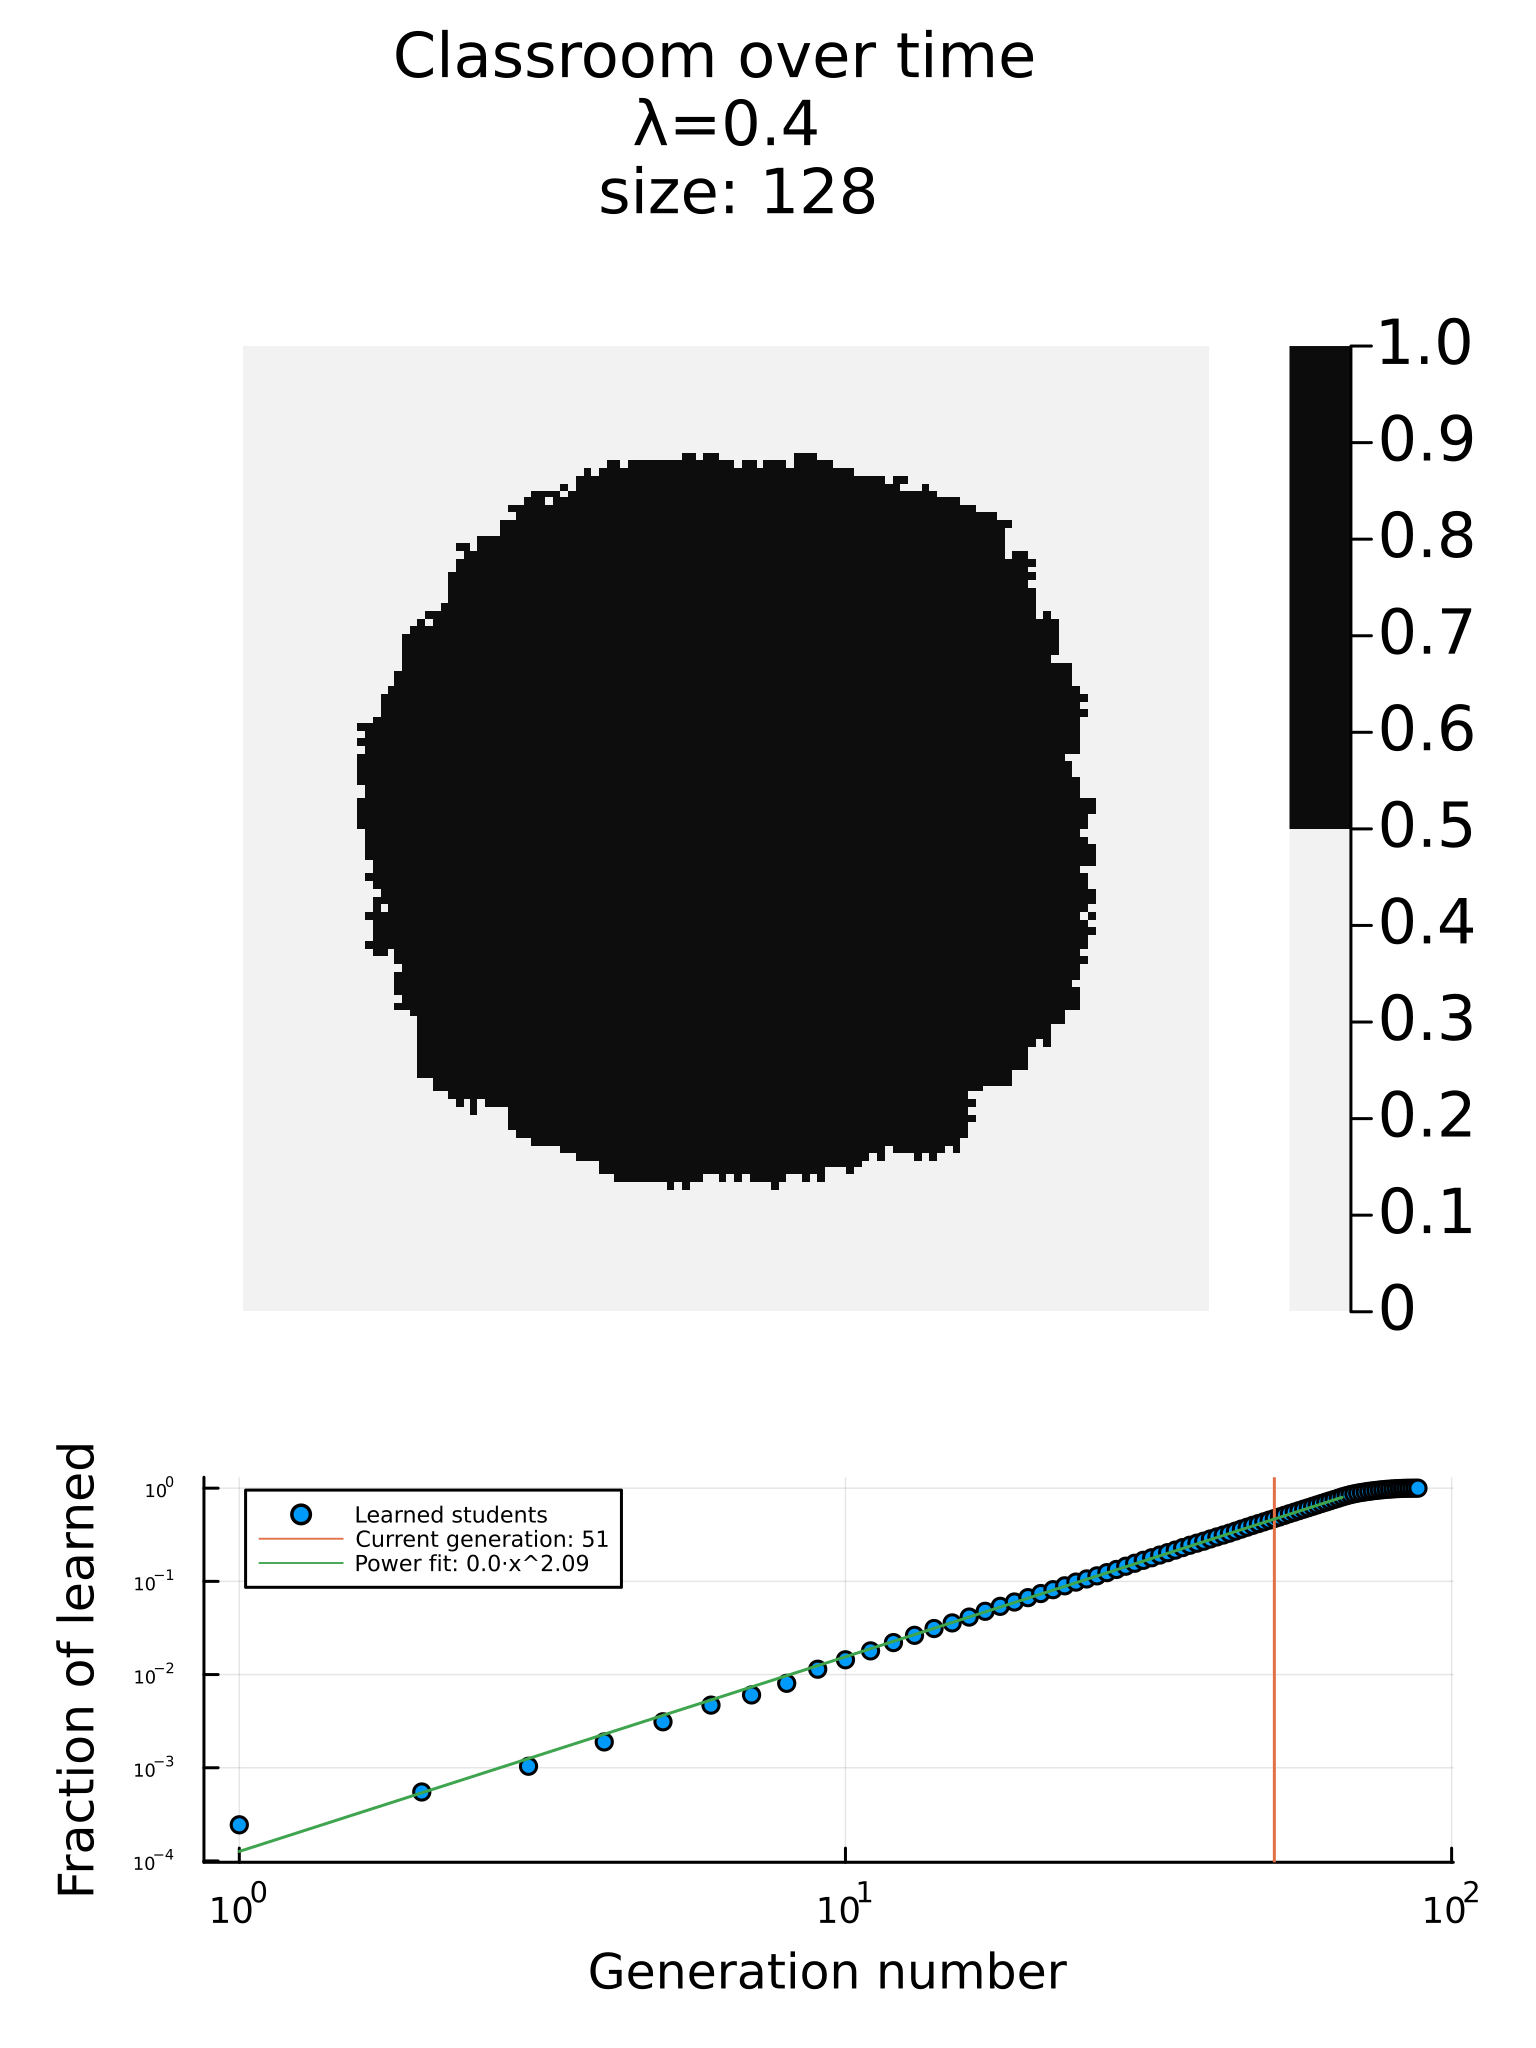 Classroom over time
λ=0.4
size: 128
1.0
0.9
0.8
0.7
0.6
0.5
0.4
0.3
0.2
0.1
0
Fraction of learned
10^0
10^-1
10^-2
10^-3
10^-4
Learned students
Current generation: 51
Power fit: 0.0·x^2.09
10^0
10^1
10^2
Generation number